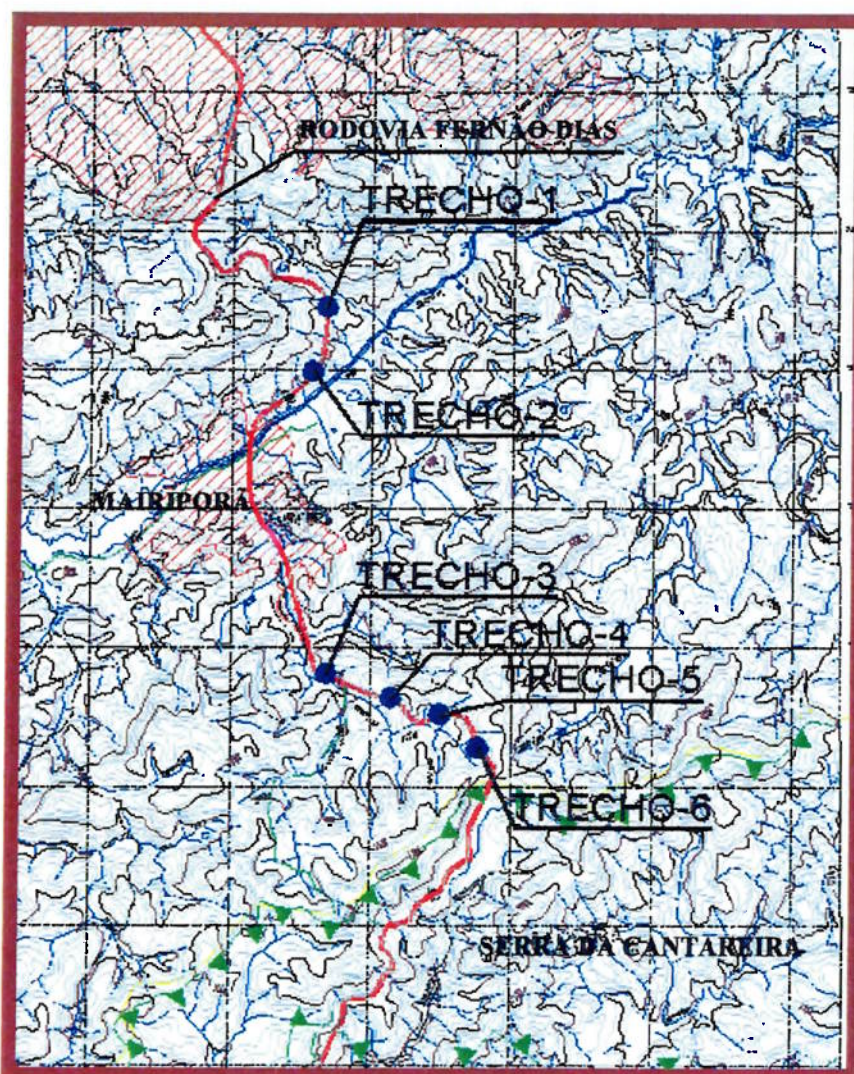 RODOVIA FERNÃO DIAS
TRECHO-1
TRECHO-2
MAIRIPORÃ
TRECHO-3
TRECHO-4
TRECHO-5
TRECHO-6
SERRA DA CANTAREIRA